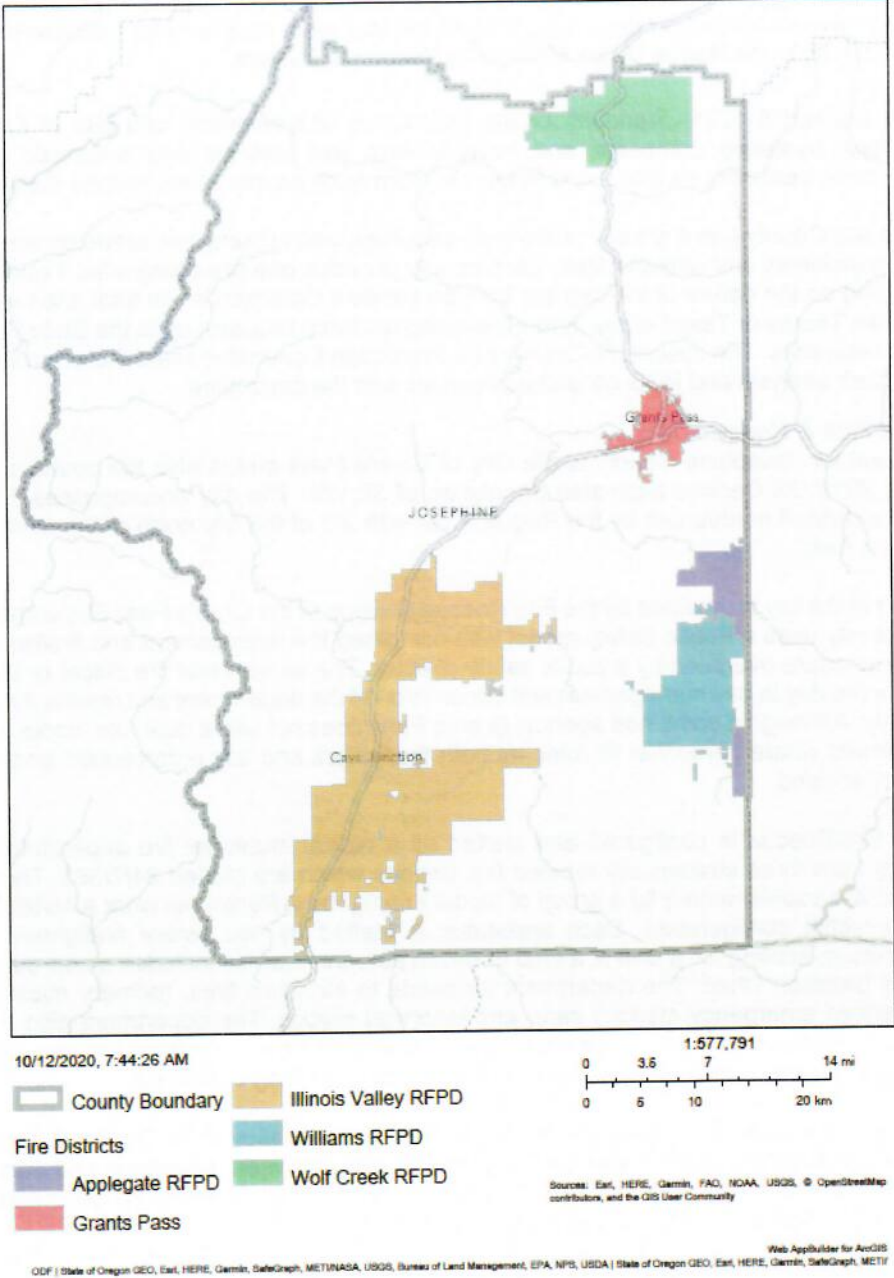 Grants Pass
JOSEPHINE
Cave Junction
10/12/2020, 7:44:26 AM
1:577,791
0 3.5 7 14 mi
0 5 10 20 km
County Boundary
Fire Districts
Applegate RFPD
Grants Pass
Illinois Valley RFPD
Williams RFPD
Wolf Creek RFPD
Sources: Esri, HERE, Garmin, FAO, NOAA, USGS, © OpenStreetMap
contributors, and the GIS User Community
Web AppBuilder for ArcGIS
ODF | State of Oregon GEO, Esri, HERE, Garmin, SafeGraph, METI/NASA, USGS, Bureau of Land Management, EPA, NPS, USDA | State of Oregon GEO, Esri, HERE, Garmin, SafeGraph, METI/